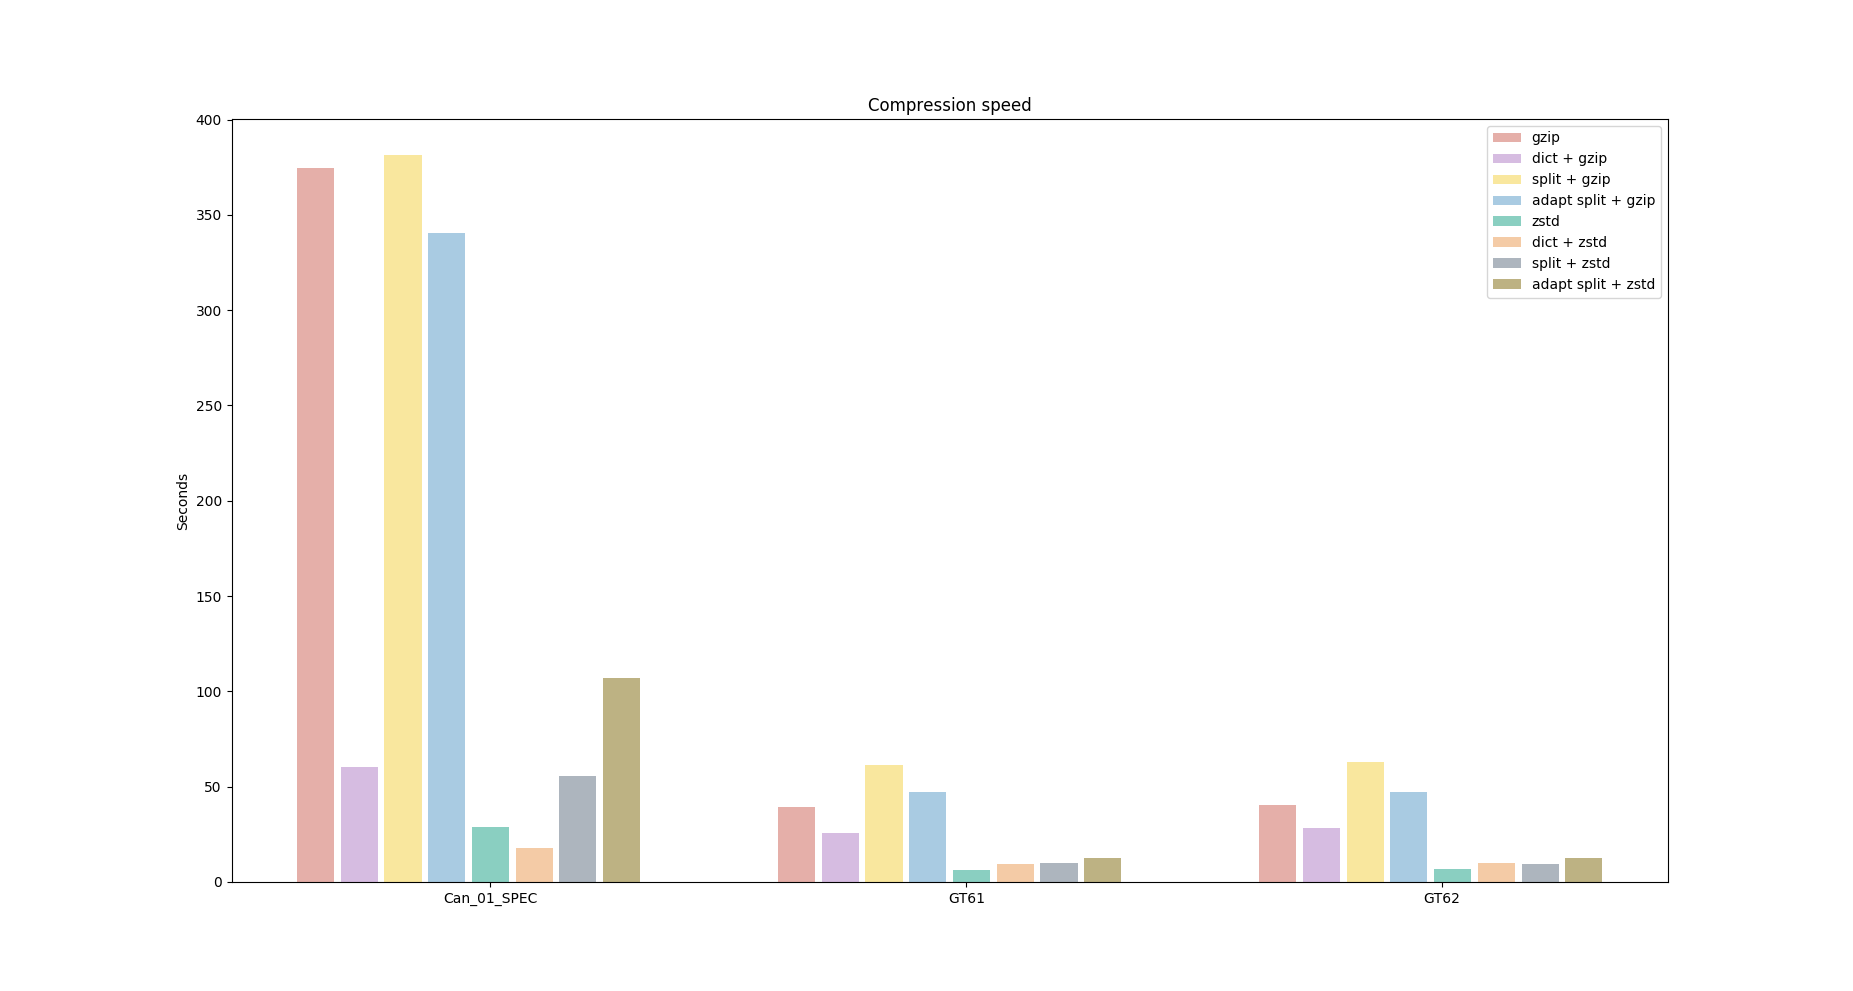 Compression speed
400
350
300
250
200
150
100
50
0
Seconds
gzip
dict + gzip
split + gzip
adapt split + gzip
zstd
dict + zstd
split + zstd
adapt split + zstd
Can_01_SPEC
GT61
GT62